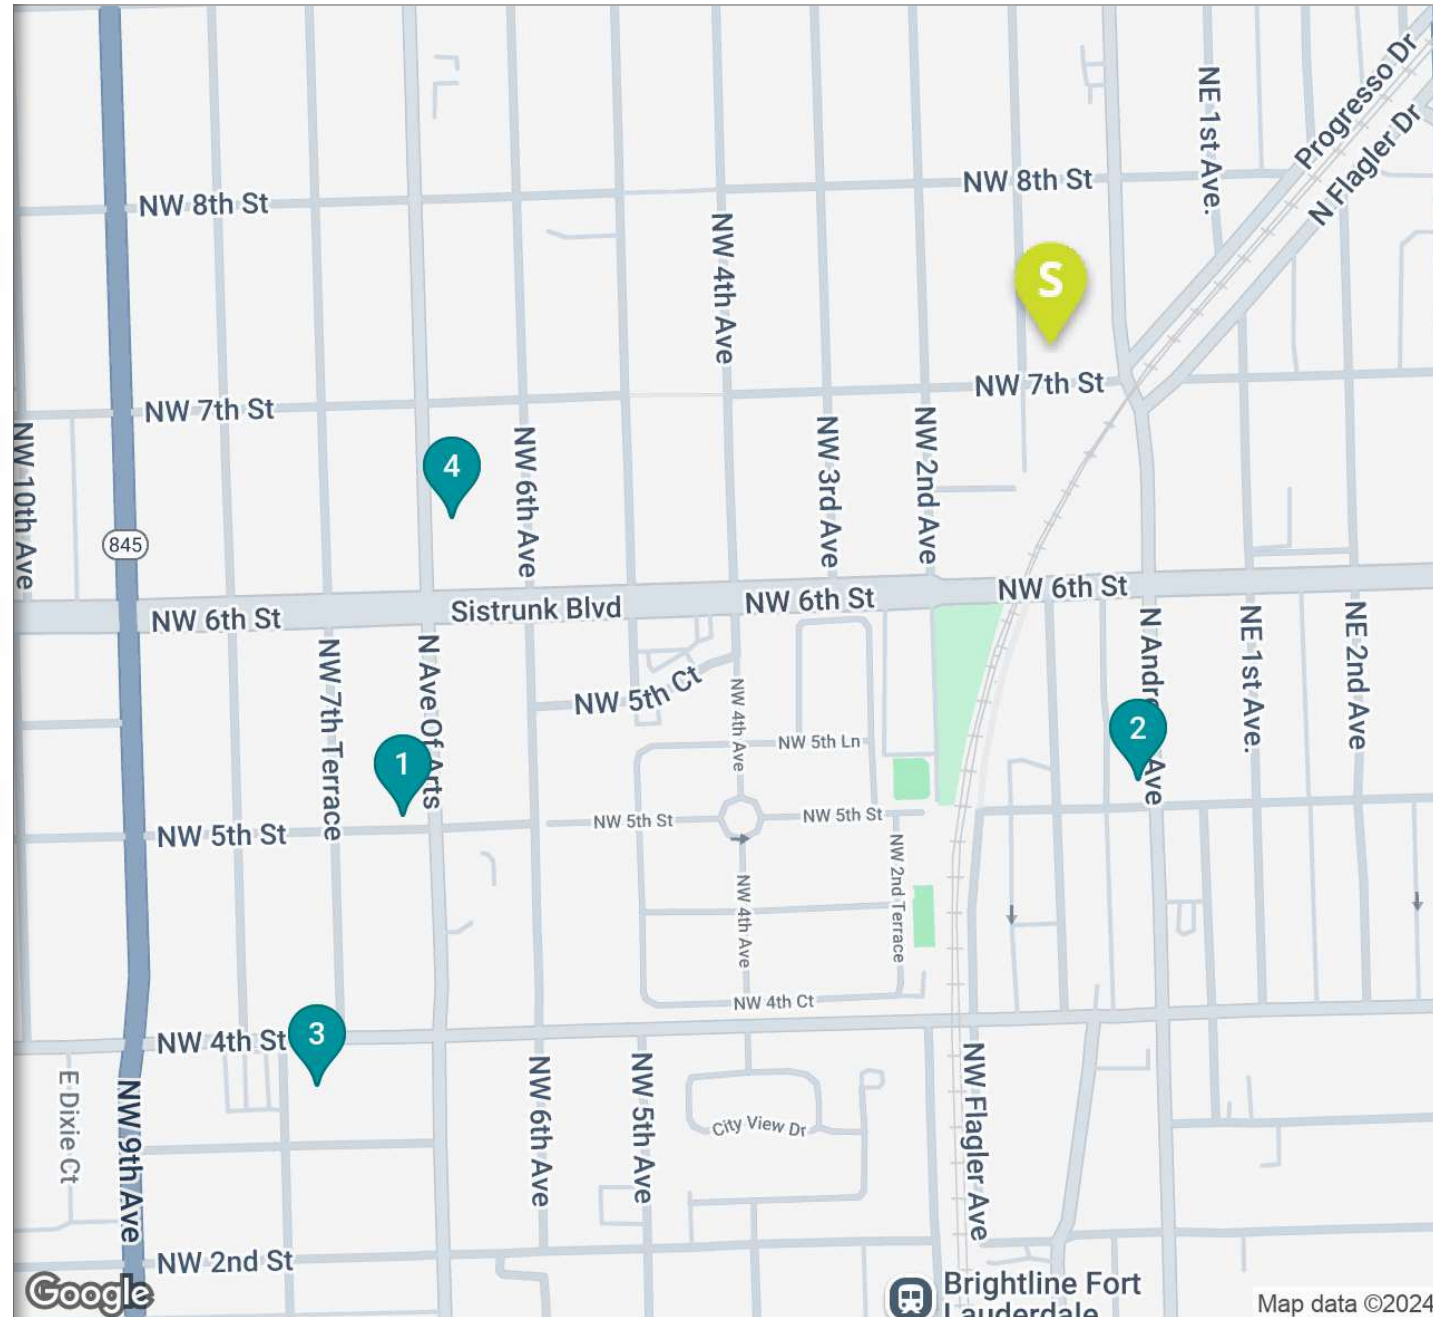 Progresso Dr
NE 1st Ave.
N Flagler Dr
NW 8th St
NW 8th St
NW 4th Ave
S
NW 7th St
NW 7th St
NW 10th Ave
4
NW 6th Ave
NW 3rd Ave
NW 2nd Ave
845
NW 6th St
Sistrunk Blvd
NW 6th St
NW 6th St
NW 7th Terrace
N Ave Of Arts
NW 5th Ct
NW 4th Ave
NW 5th Ln
N Andre
Ave
2
NE 1st Ave.
NE 2nd Ave
1
NW 5th St
NW 5th St
NW 5th St
NW 2nd Terrace
NW 4th Ave
NW 4th Ct
NW 4th St
3
E Dixie Ct
NW 9th Ave
NW 6th Ave
NW 5th Ave
City View Dr
NW Flagler Ave
NW 2nd St
Google
Brightline Fort
Lauderdale
Map data ©2024